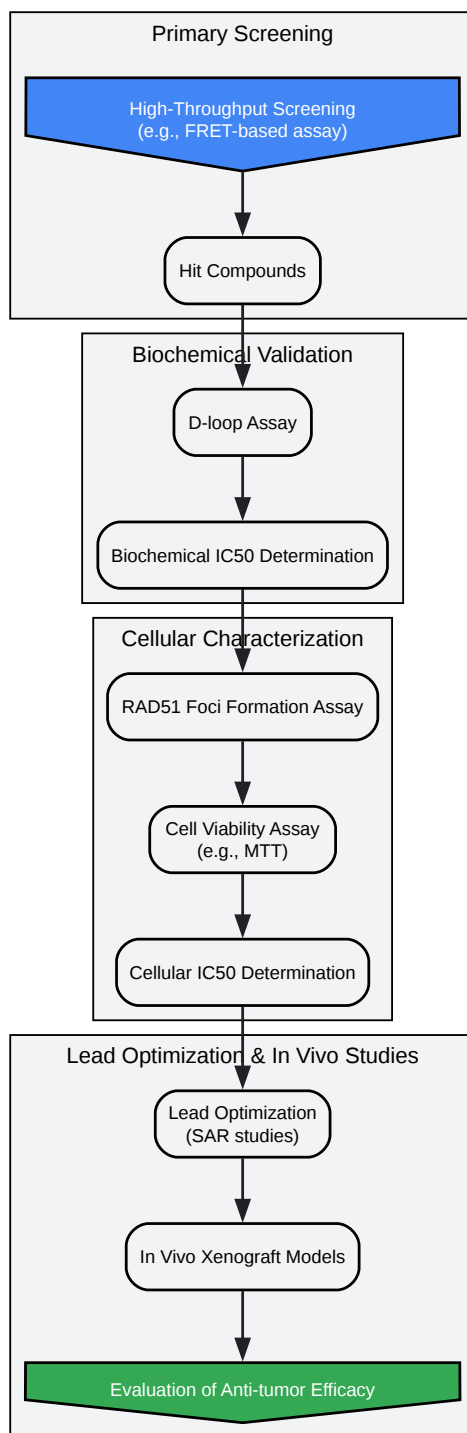 Primary Screening
High-Throughput Screening
(e.g., FRET-based assay)
Hit Compounds
Biochemical Validation
D-loop Assay
Biochemical IC50 Determination
Cellular Characterization
RAD51 Foci Formation Assay
Cell Viability Assay
(e.g., MTT)
Cellular IC50 Determination
Lead Optimization & In Vivo Studies
Lead Optimization
(SAR studies)
In Vivo Xenograft Models
Evaluation of Anti-tumor Efficacy